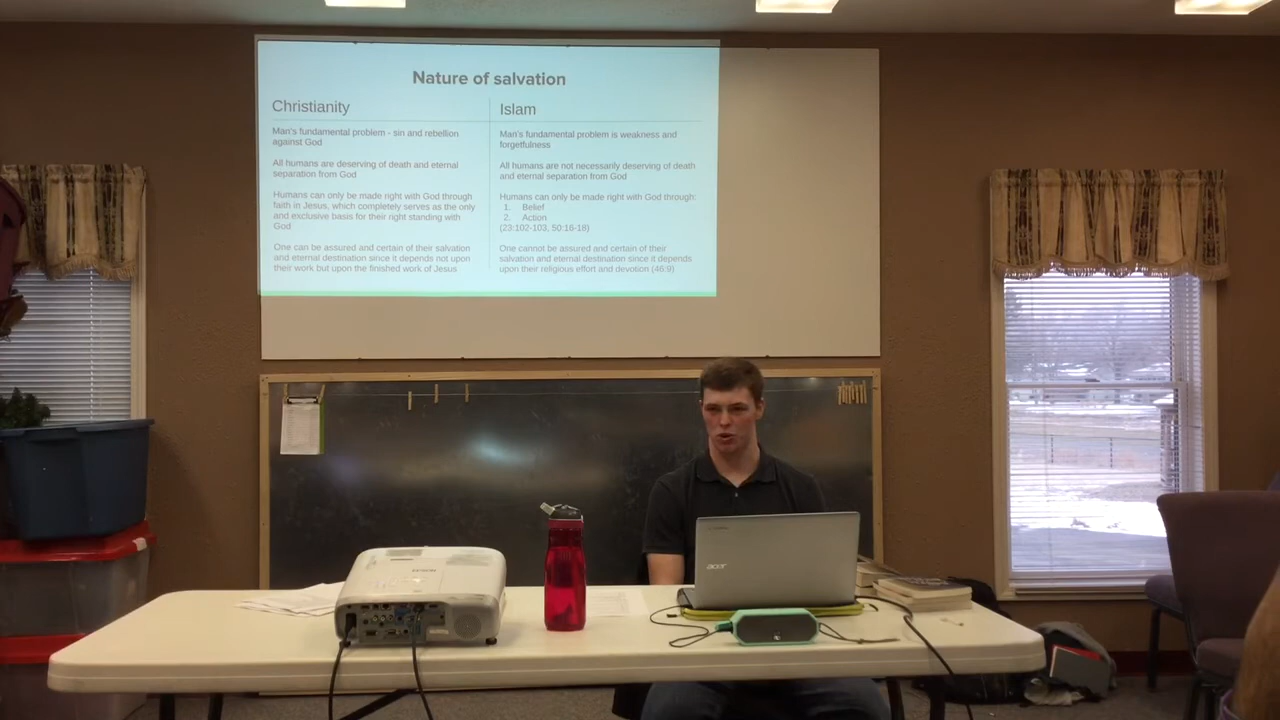 Nature of salvation
Christianity
Man's fundamental problem - sin and rebellion
against God
All humans are deserving of death and eternal
separation from God
Humans can only be made right with God through
faith in Jesus, which completely serves as the only
and exclusive basis for their right standing with
God
One can be assured and certain of their salvation
and eternal destination since it depends not upon
their work but upon the finished work of Jesus
Islam
Man's fundamental problem is weakness and
forgetfulness
All humans are not necessarily deserving of death
and eternal separation from God
Humans can only be made right with God through:
1. Belief
2. Action
(23:102-103, 50:16-18)
One cannot be assured and certain of their
salvation and eternal destination since it depends
upon their religious effort and devotion (46:9)
acer